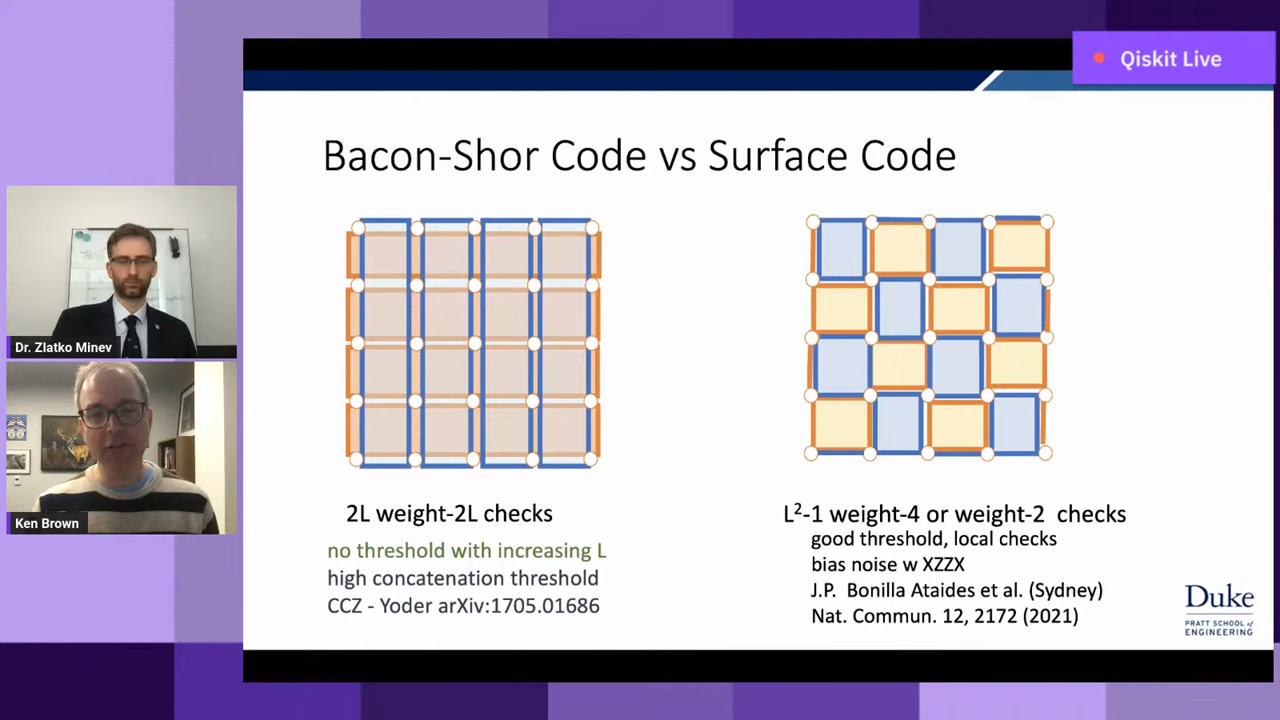 Qiskit Live
Bacon-Shor Code vs Surface Code
Dr. Zlatko Minev
Ken Brown
2L weight-2L checks
no threshold with increasing L
high concatenation threshold
CCZ - Yoder arXiv:1705.01686
L²-1 weight-4 or weight-2 checks
good threshold, local checks
bias noise w XZZX
J.P. Bonilla Ataides et al. (Sydney)
Nat. Commun. 12, 2172 (2021)
Duke
PRATT SCHOOL of
ENGINEERING